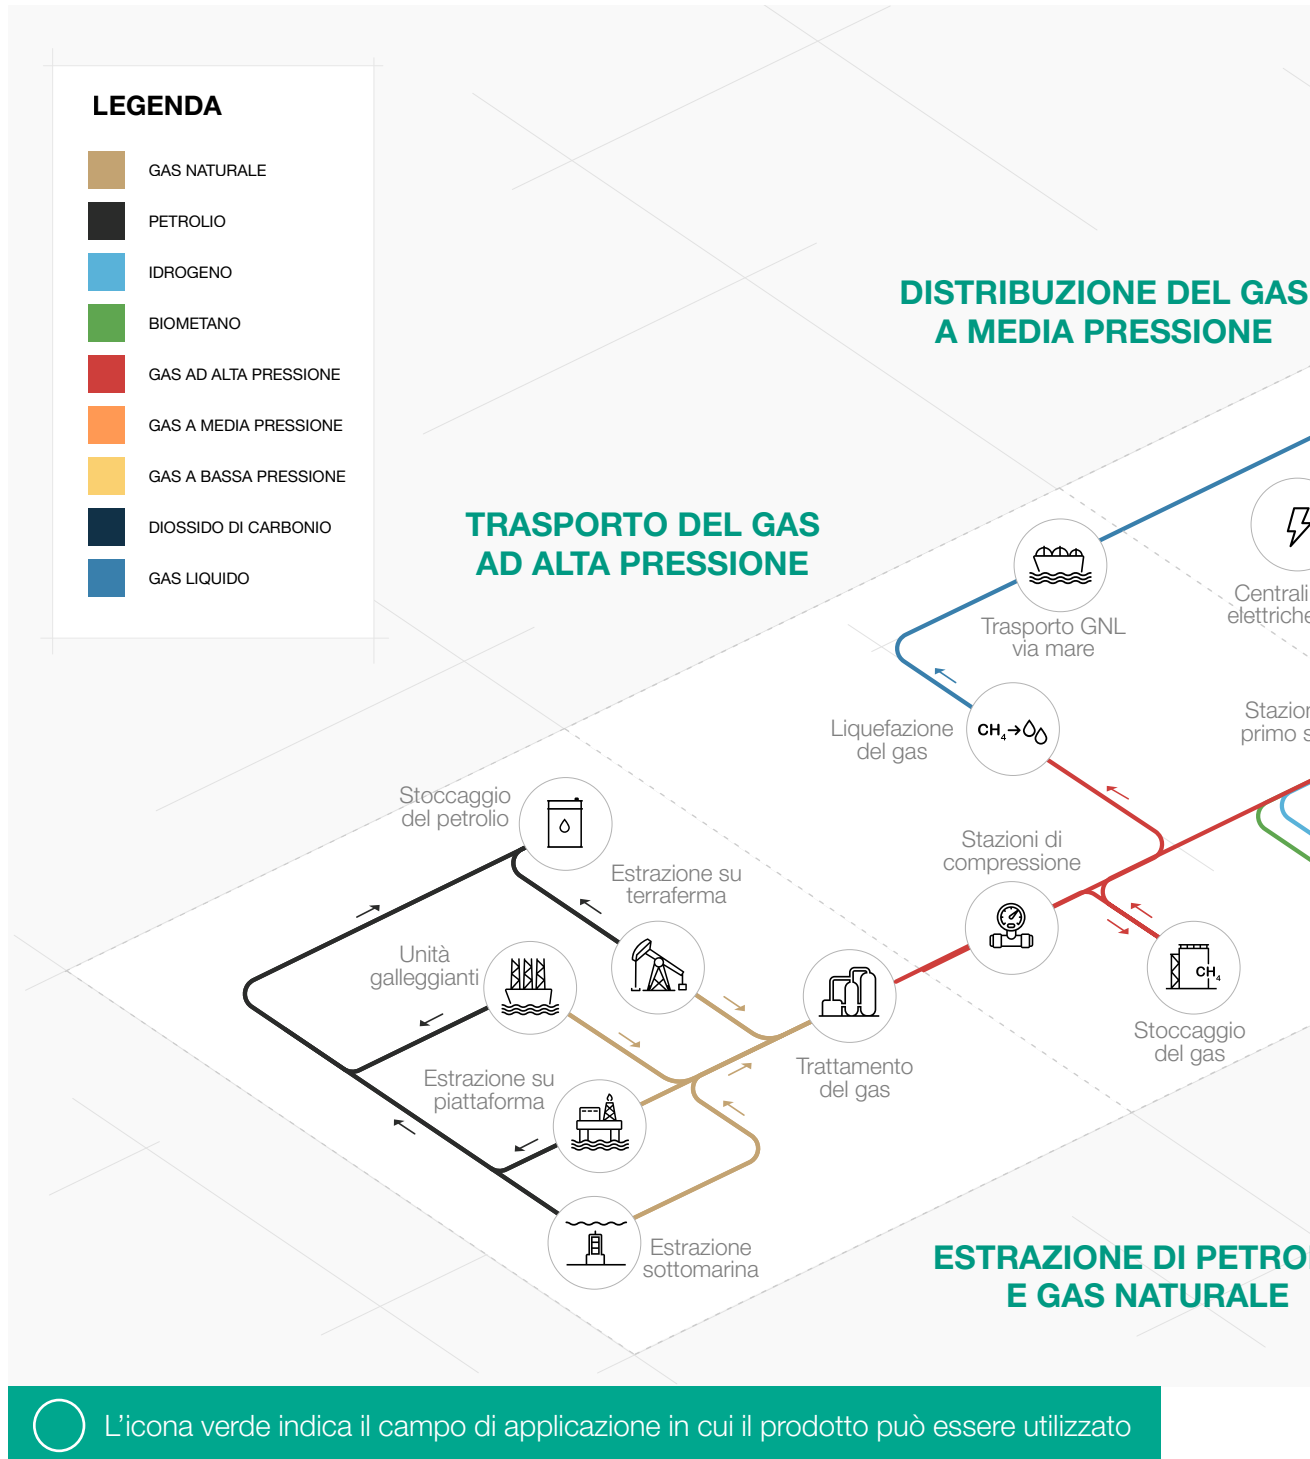 LEGENDA
GAS NATURALE
PETROLIO
IDROGENO
BIOMETANO
GAS AD ALTA PRESSIONE
GAS A MEDIA PRESSIONE
GAS A BASSA PRESSIONE
DIOSSIDO DI CARBONIO
GAS LIQUIDO
DISTRIBUZIONE DEL GAS
A MEDIA PRESSIONE
TRASPORTO DEL GAS
AD ALTA PRESSIONE
Centrali
elettriche
Trasporto GNL
via mare
Liquefazione
del gas
CH₄→
primo
Stoccaggio
del petrolio
Stazioni di
compressione
Estrazione su
terraferma
Unità
galleggianti
CH₄
Stoccaggio
del gas
Trattamento
del gas
Estrazione su
piattaforma
Estrazione
sottomarina
ESTRAZIONE DI
E GAS NATURALE
L'icona verde indica il campo di applicazione in cui il prodotto può essere utilizzato